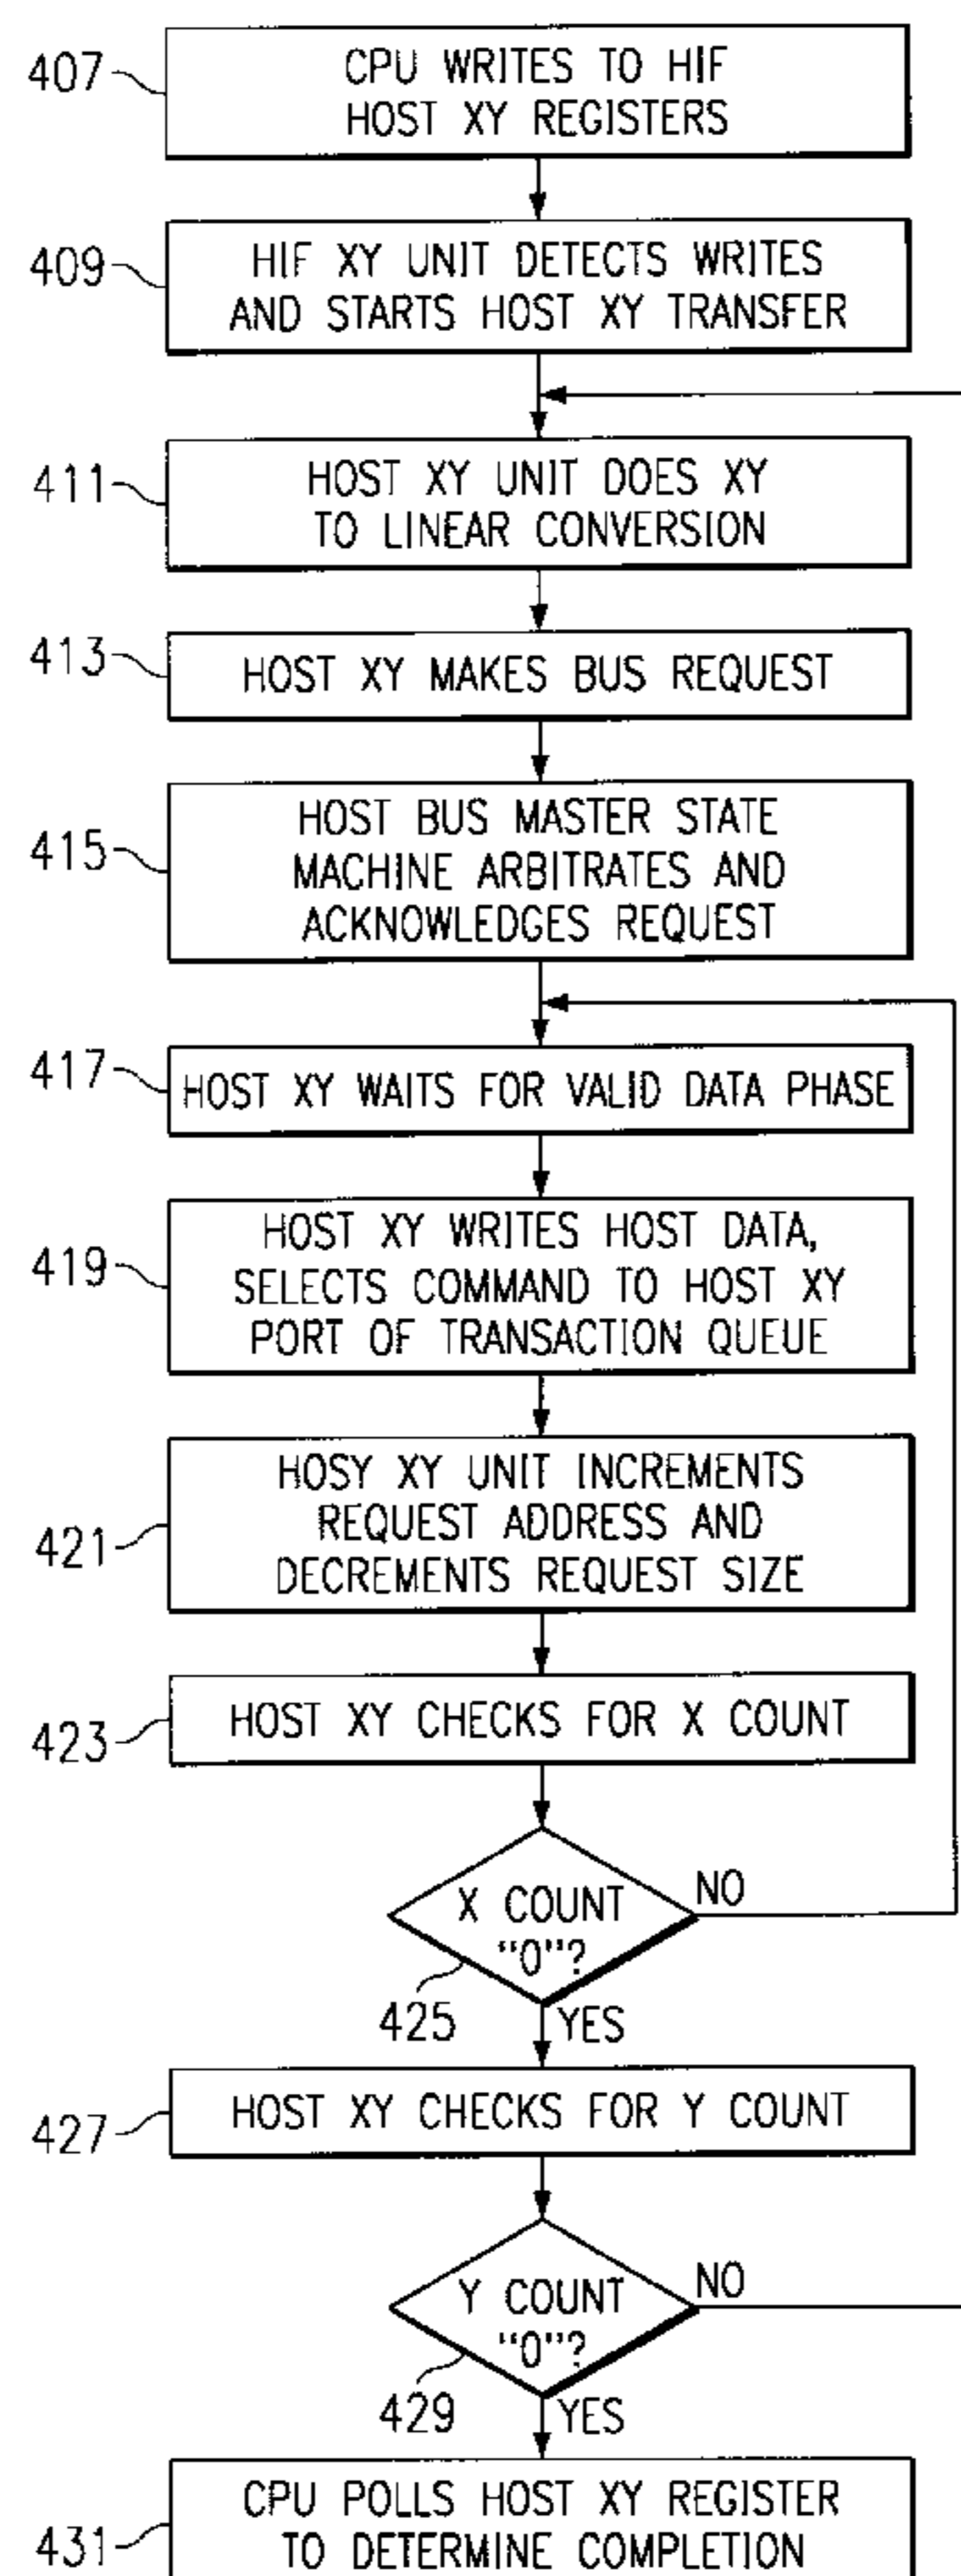 407
CPU WRITES TO HIF
HOST XY REGISTERS
409
HIF XY UNIT DETECTS WRITES
AND STARTS HOST XY TRANSFER
411
HOST XY UNIT DOES XY
TO LINEAR CONVERSION
413
HOST XY MAKES BUS REQUEST
415
HOST BUS MASTER STATE
MACHINE ARBITRATES AND
ACKNOWLEDGES REQUEST
417
HOST XY WAITS FOR VALID DATA PHASE
419
HOST XY WRITES HOST DATA,
SELECTS COMMAND TO HOST XY
PORT OF TRANSACTION QUEUE
421
HOSY XY UNIT INCREMENTS
REQUEST ADDRESS AND
DECREMENTS REQUEST SIZE
423
HOST XY CHECKS FOR X COUNT
X COUNT
"0"?
NO
425
YES
427
HOST XY CHECKS FOR Y COUNT
Y COUNT
"0"?
NO
429
YES
431
CPU POLLS HOST XY REGISTER
TO DETERMINE COMPLETION